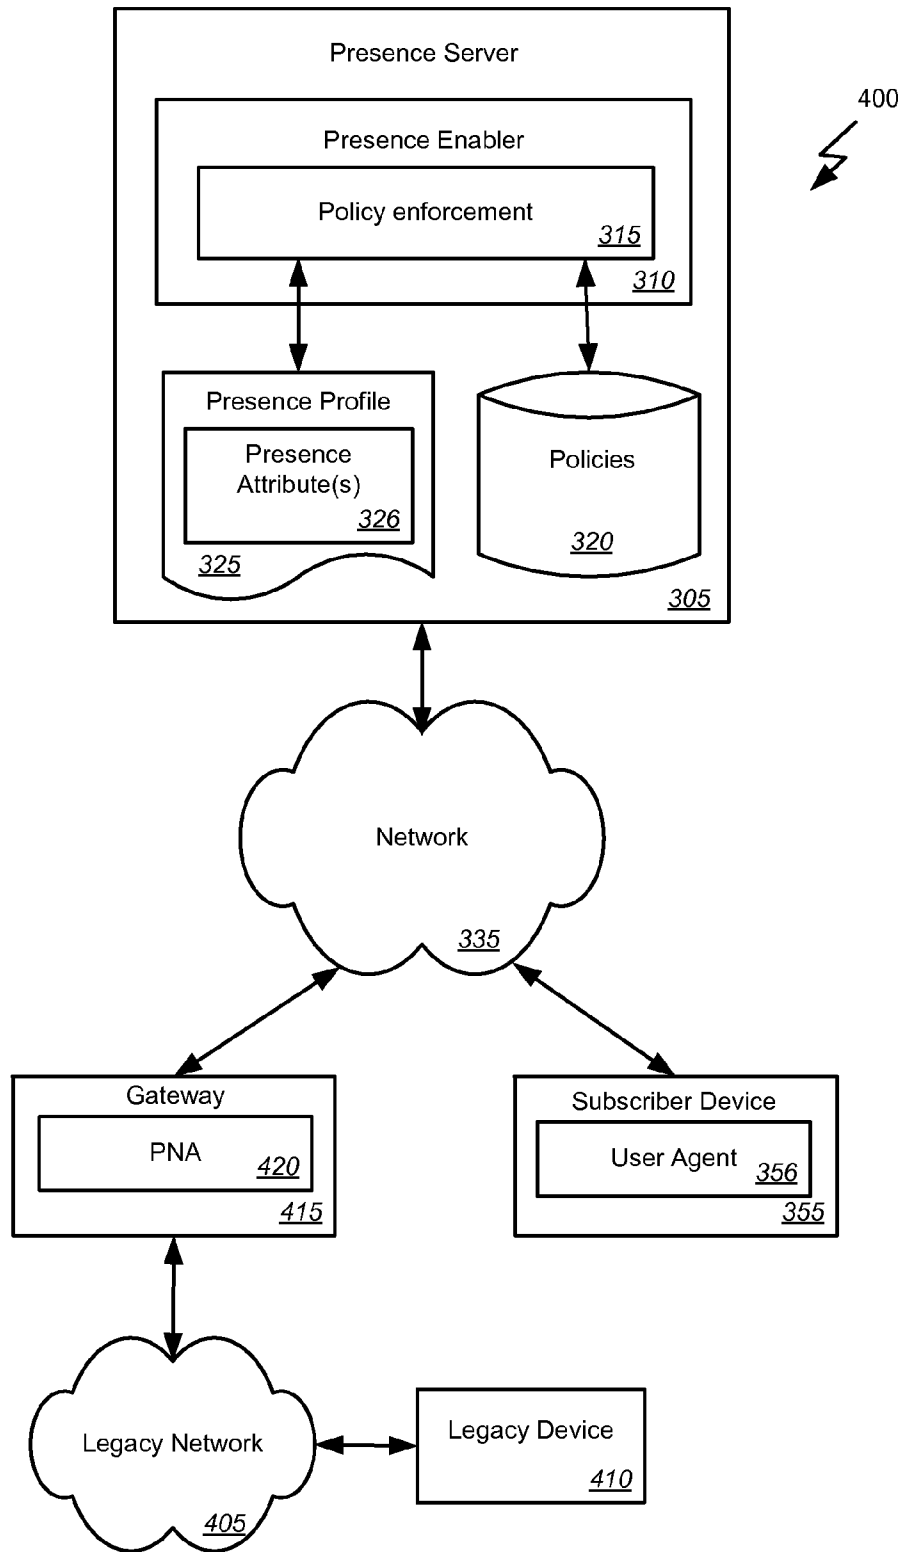 Presence Server
400
Presence Enabler
Policy enforcement
315
310
Presence Profile
Presence
Attribute(s)
326
325
Policies
320
305
Network
335
Gateway
PNA
420
415
Subscriber Device
User Agent
356
355
Legacy Network
405
Legacy Device
410